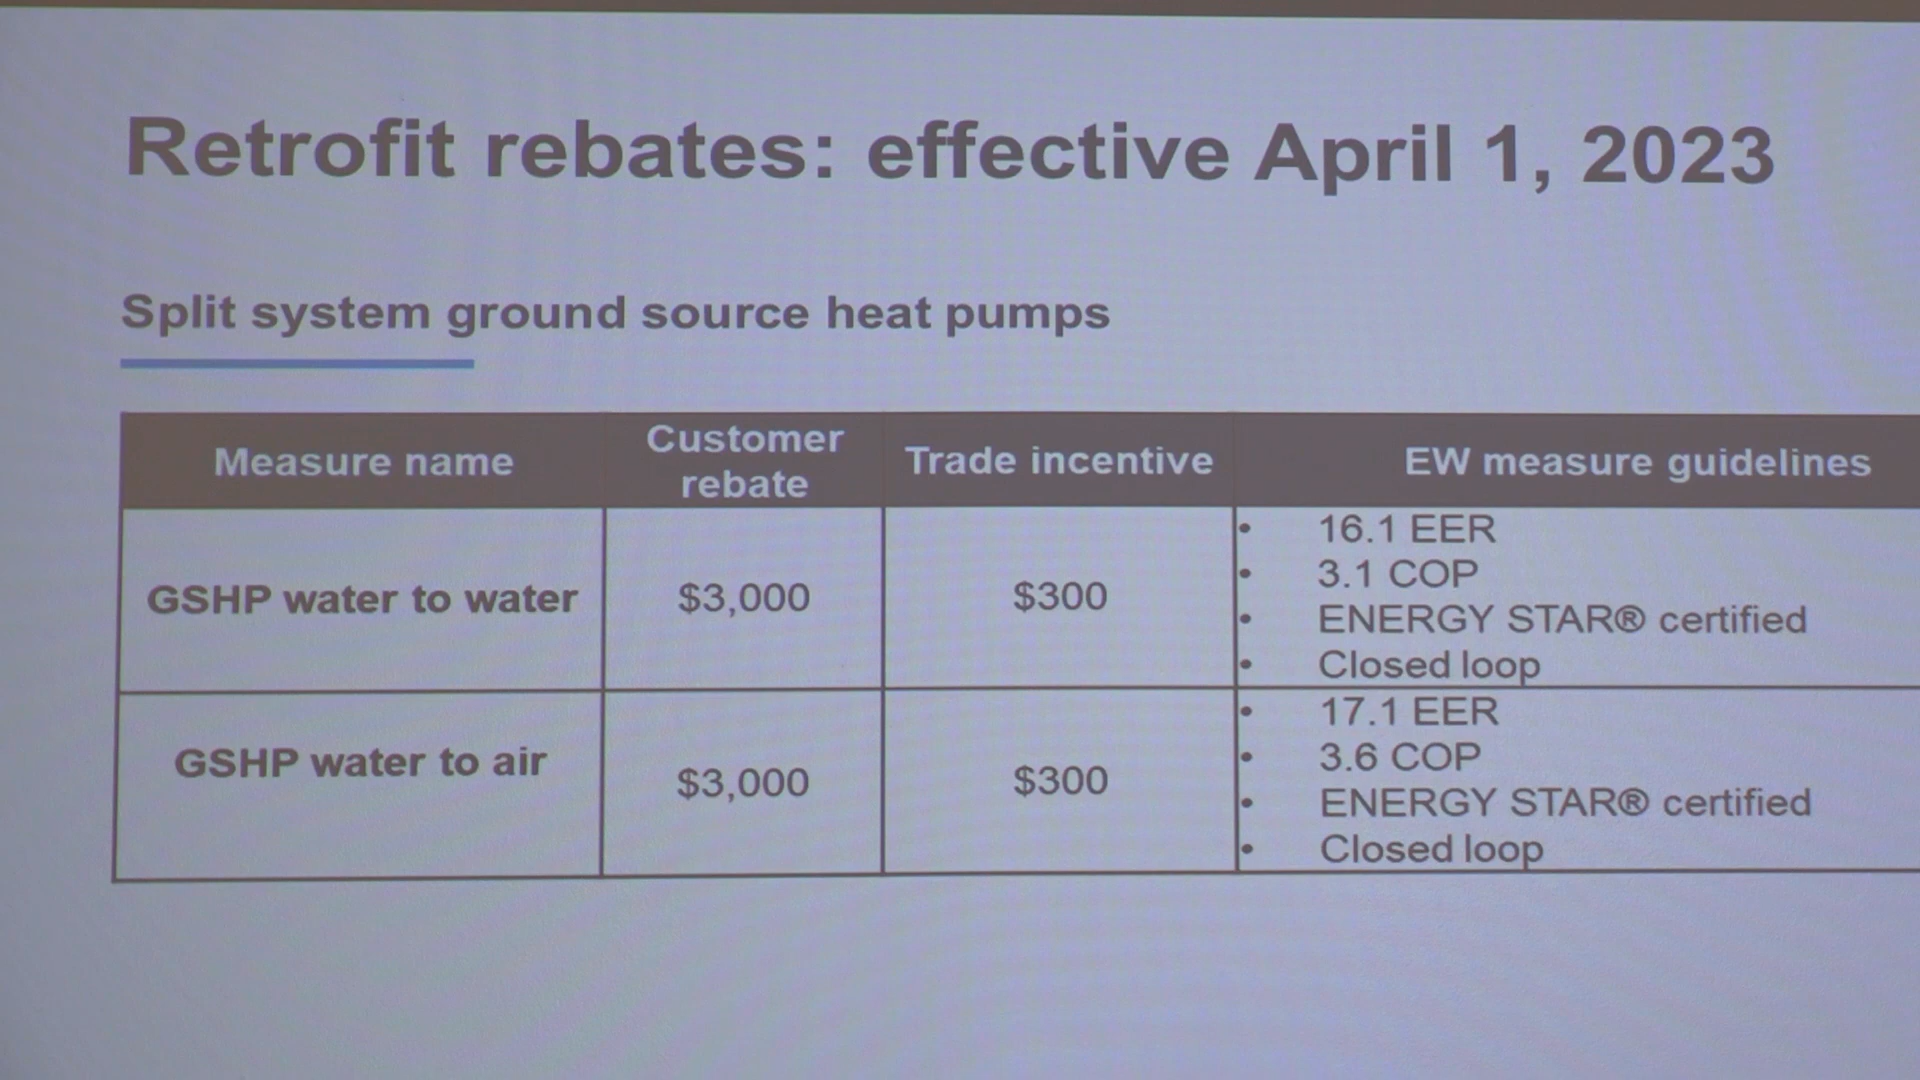 Retrofit rebates: effective April 1, 2023
Split system ground source heat pumps
Measure name
Customer
rebate
Trade incentive
EW measure guidelines
GSHP water to water
$3,000
$300
• 16.1 EER
• 3.1 COP
• ENERGY STAR® certified
• Closed loop
GSHP water to air
$3,000
$300
• 17.1 EER
• 3.6 COP
• ENERGY STAR® certified
• Closed loop